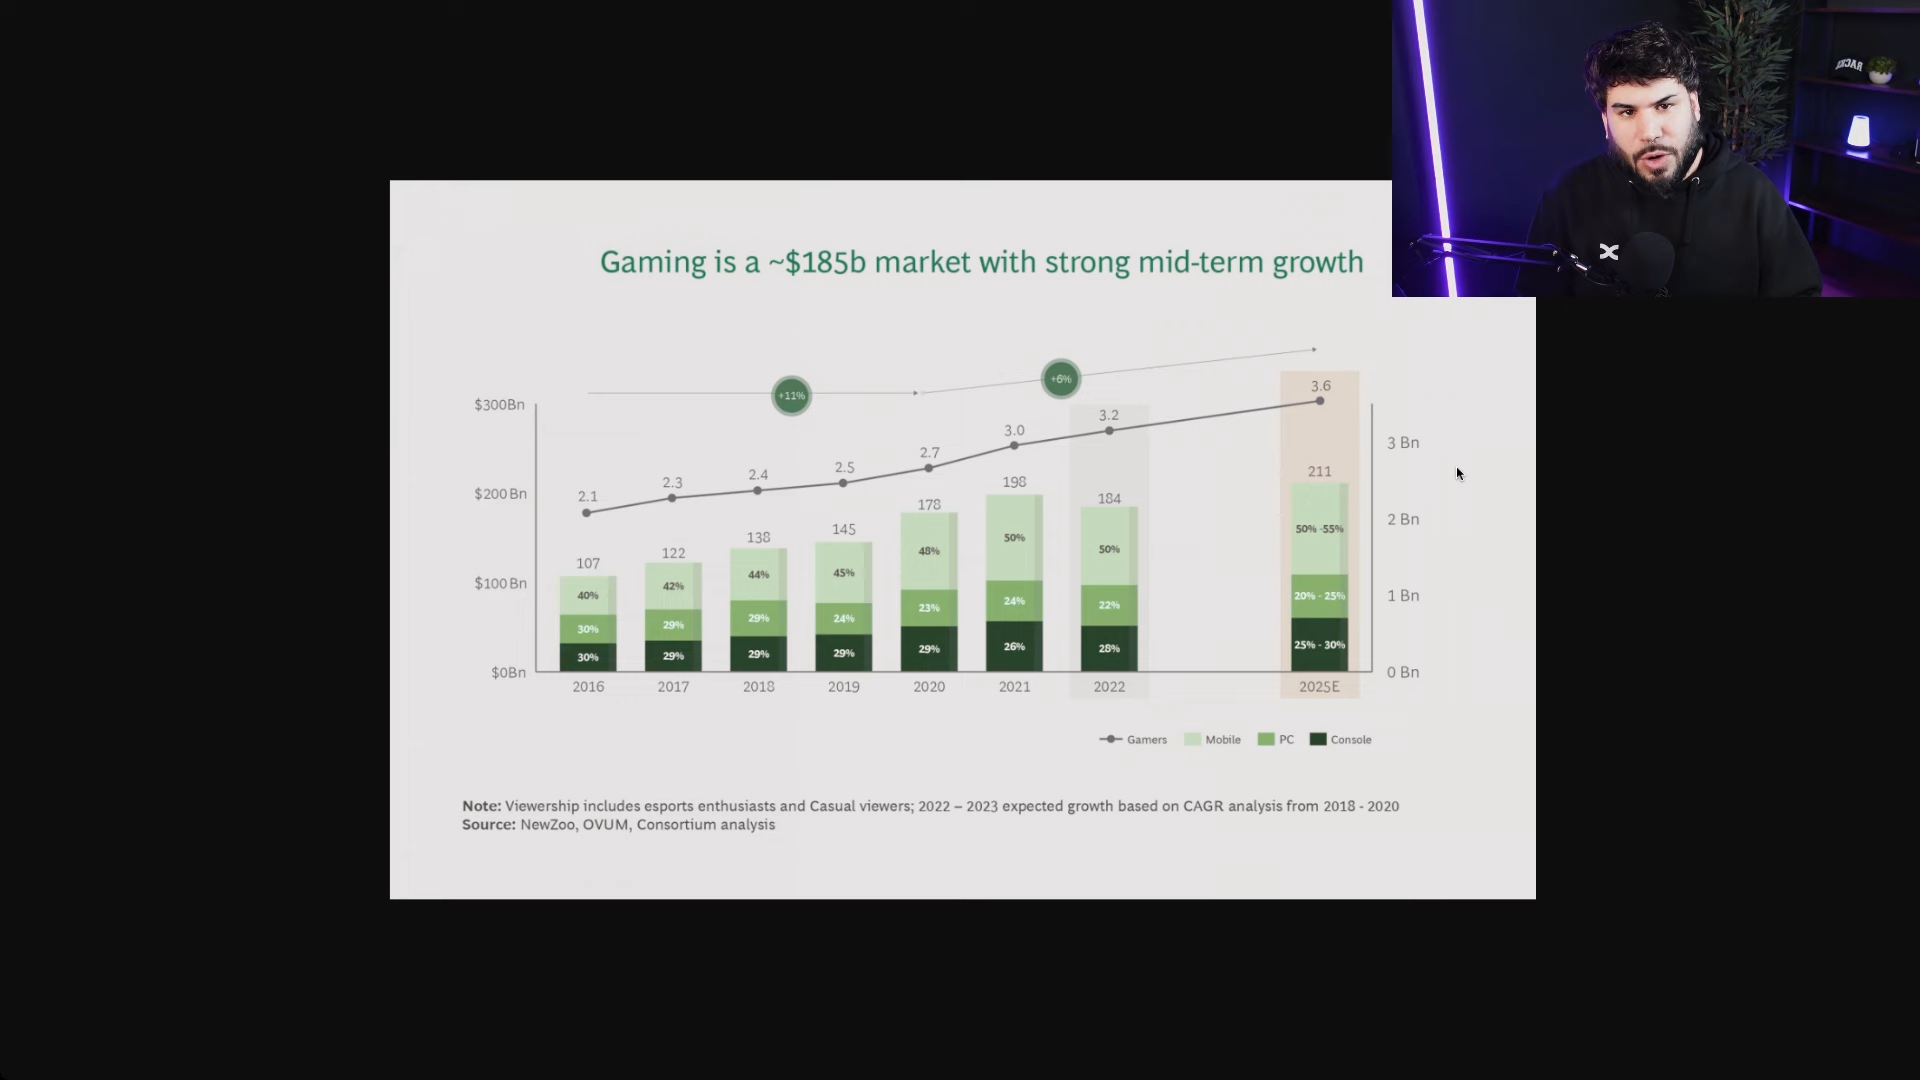 Gaming is a ~$185b market with strong mid-term growth
+11%
+6%
$300Bn
$200Bn
$100Bn
$0Bn
3 Bn
2 Bn
1 Bn
0 Bn
2.1
2.3
2.4
2.5
2.7
3.0
3.2
3.6
107
122
138
145
178
198
184
211
40%
42%
44%
45%
48%
50%
50%
50% -55%
30%
29%
29%
24%
23%
24%
22%
20% - 25%
30%
29%
29%
29%
29%
26%
28%
25% - 30%
2016
2017
2018
2019
2020
2021
2022
2025E
Gamers
Mobile
PC
Console
Note: Viewership includes esports enthusiasts and Casual viewers; 2022 – 2023 expected growth based on CAGR analysis from 2018 - 2020
Source: NewZoo, OVUM, Consortium analysis